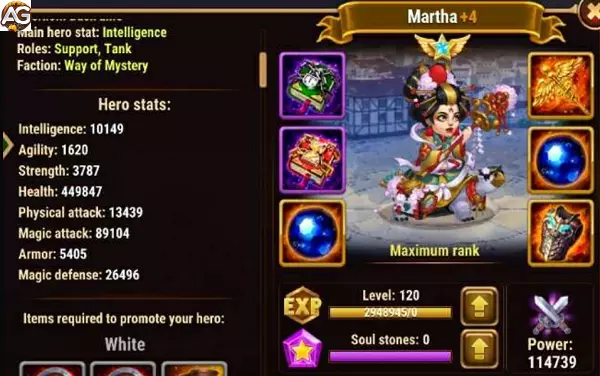 AG
Martha +4
Main hero stat: Intelligence
Roles: Support, Tank
Faction: Way of Mystery
Hero stats:
Intelligence: 10149
Agility: 1620
Strength: 3787
Health: 449847
Physical attack: 13439
Magic attack: 89104
Armor: 5405
Magic defense: 26496
Items required to promote your hero:
White
Maximum rank
EXP
Level: 120
2948945/0
Soul stones: 0
Power:
114739